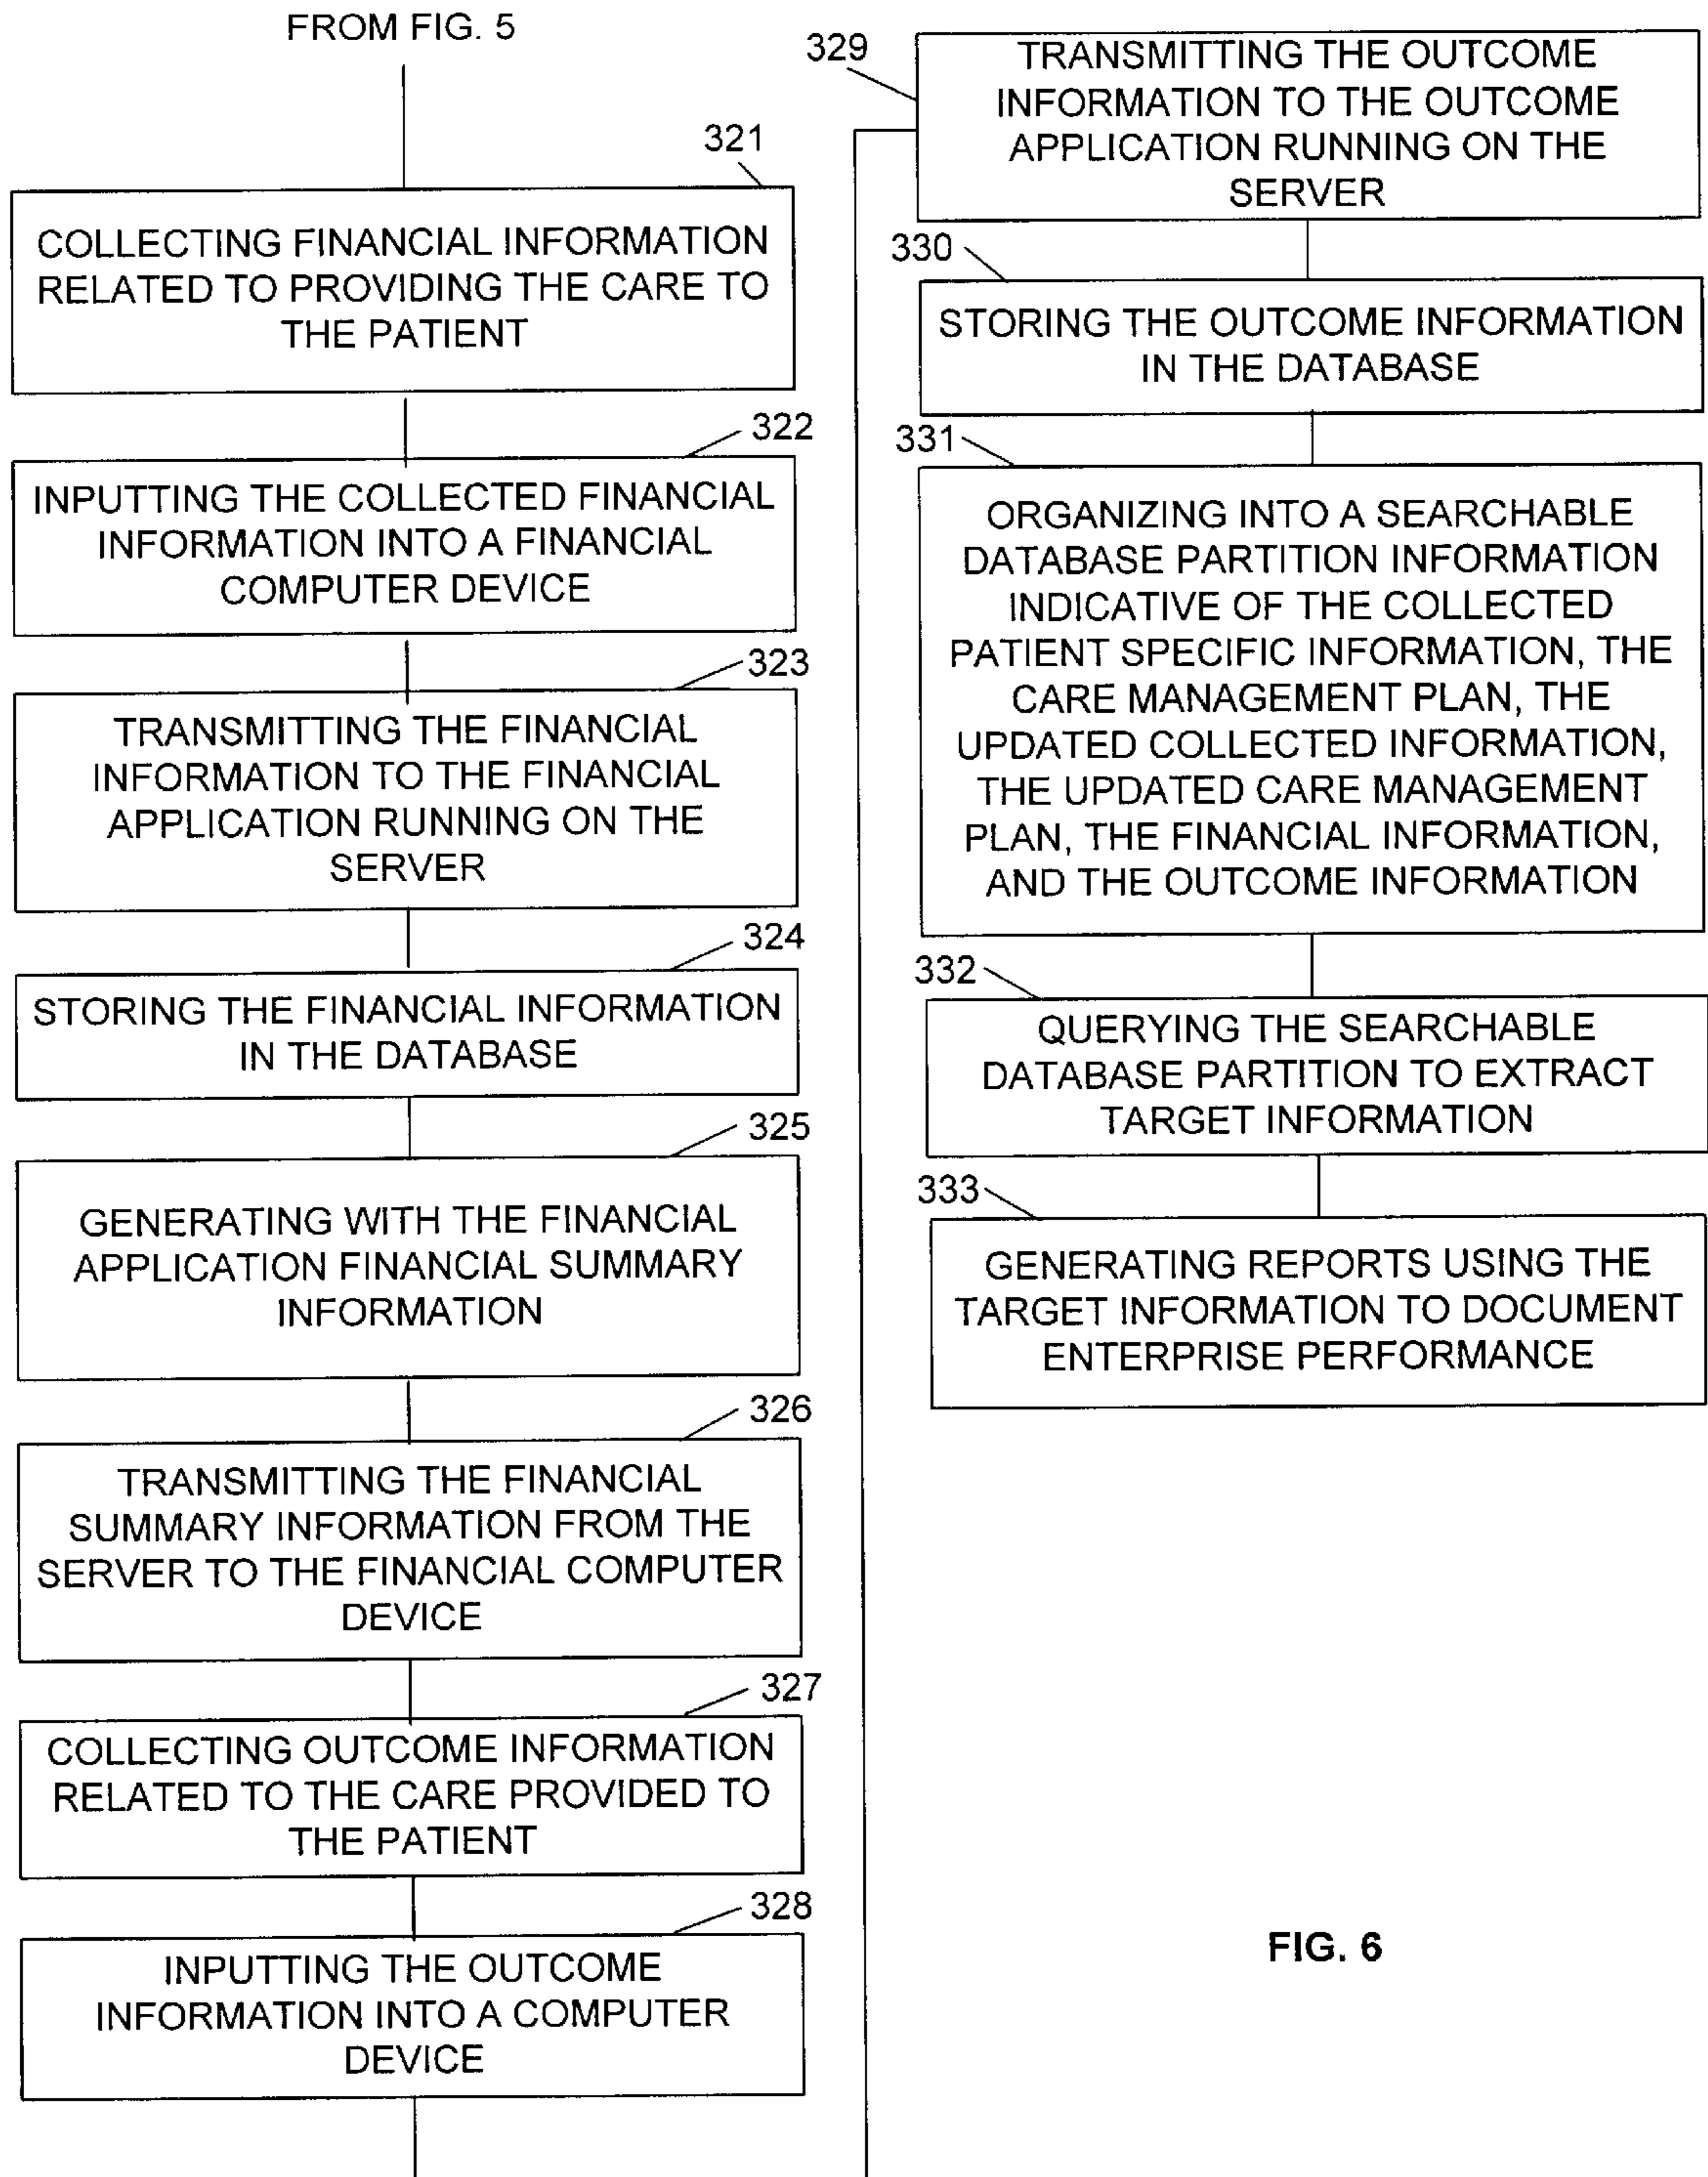 FROM FIG. 5
321
COLLECTING FINANCIAL INFORMATION
RELATED TO PROVIDING THE CARE TO
THE PATIENT
322
INPUTTING THE COLLECTED FINANCIAL
INFORMATION INTO A FINANCIAL
COMPUTER DEVICE
323
TRANSMITTING THE FINANCIAL
INFORMATION TO THE FINANCIAL
APPLICATION RUNNING ON THE
SERVER
324
STORING THE FINANCIAL INFORMATION
IN THE DATABASE
325
GENERATING WITH THE FINANCIAL
APPLICATION FINANCIAL SUMMARY
INFORMATION
326
TRANSMITTING THE FINANCIAL
SUMMARY INFORMATION FROM THE
SERVER TO THE FINANCIAL COMPUTER
DEVICE
327
COLLECTING OUTCOME INFORMATION
RELATED TO THE CARE PROVIDED TO
THE PATIENT
328
INPUTTING THE OUTCOME
INFORMATION INTO A COMPUTER
DEVICE
329
TRANSMITTING THE OUTCOME
INFORMATION TO THE OUTCOME
APPLICATION RUNNING ON THE
SERVER
330
STORING THE OUTCOME INFORMATION
IN THE DATABASE
331
ORGANIZING INTO A SEARCHABLE
DATABASE PARTITION INFORMATION
INDICATIVE OF THE COLLECTED
PATIENT SPECIFIC INFORMATION, THE
CARE MANAGEMENT PLAN, THE
UPDATED COLLECTED INFORMATION,
THE UPDATED CARE MANAGEMENT
PLAN, THE FINANCIAL INFORMATION,
AND THE OUTCOME INFORMATION
332
QUERYING THE SEARCHABLE
DATABASE PARTITION TO EXTRACT
TARGET INFORMATION
333
GENERATING REPORTS USING THE
TARGET INFORMATION TO DOCUMENT
ENTERPRISE PERFORMANCE
FIG. 6